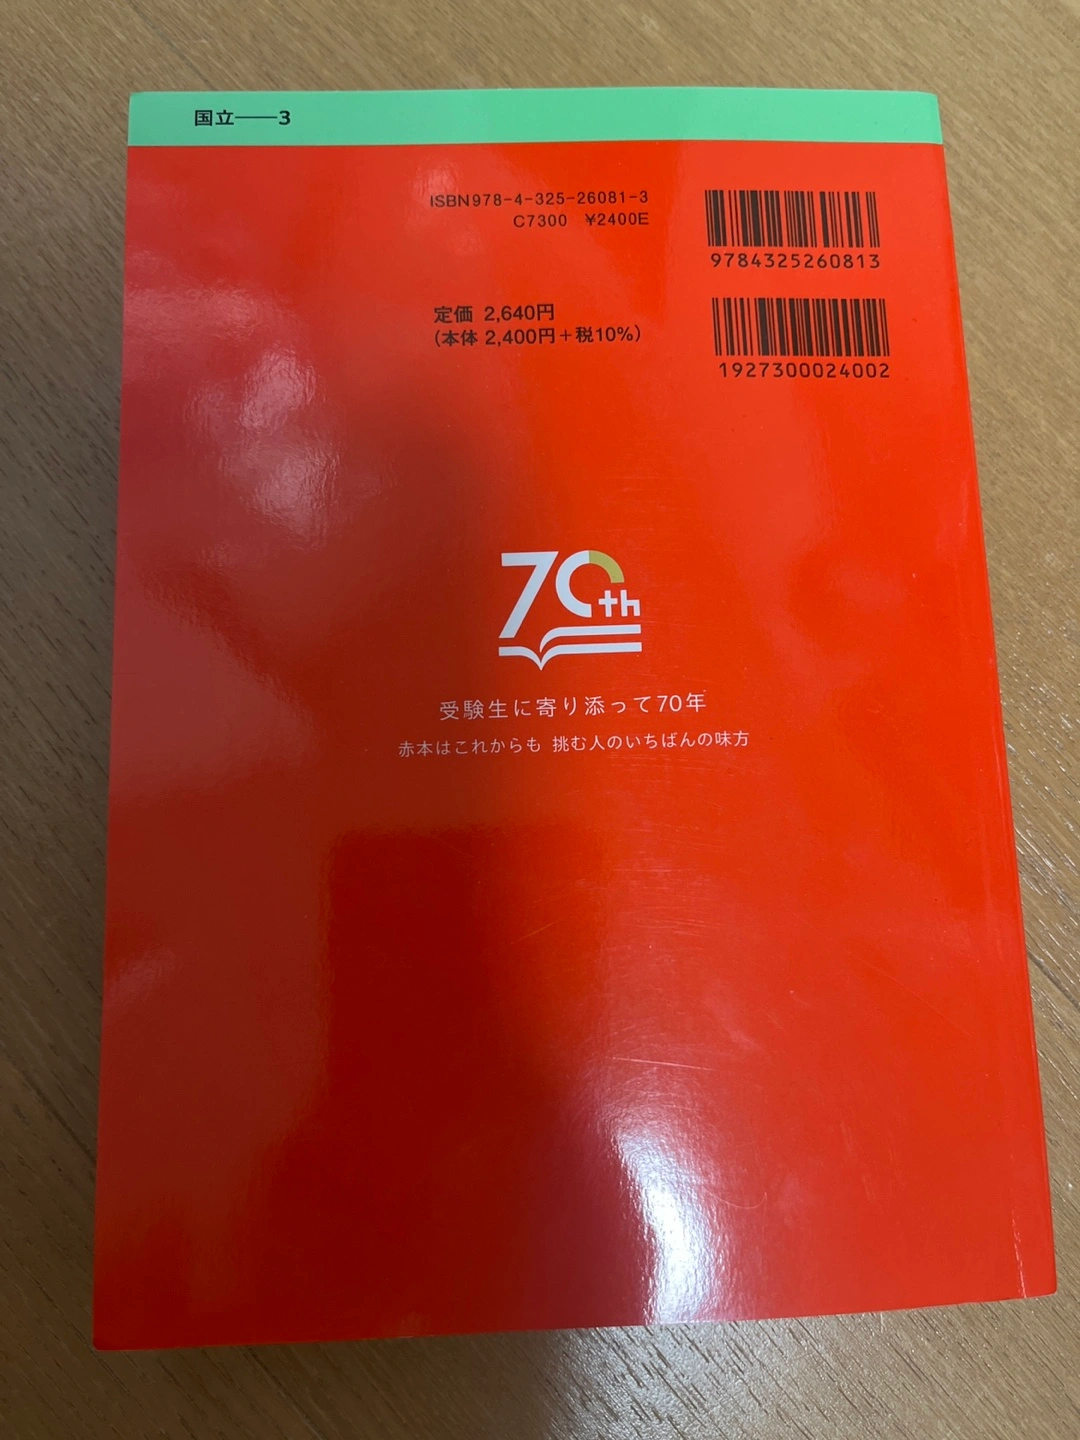 国立――3
ISBN978-4-325-26081-3
C7300 ¥2400E
9784325260813
定価 2,640円
(本体 2,400円+税10%)
1927300024002
70th
受験生に寄り添って70年
赤本はこれからも 挑む人のいちばんの味方